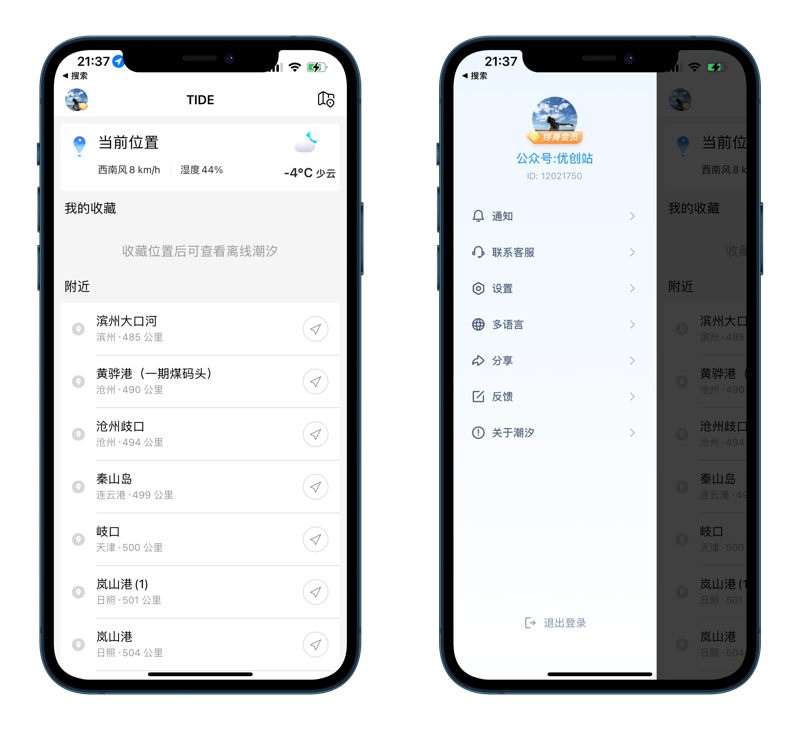 21:37
搜索
TIDE
当前位置
西南风 8 km/h 湿度 44%
-4°C 少云
我的收藏
收藏位置后可查看离线潮汐
附近
滨州大口河
滨州 · 485 公里
黄骅港（一期煤码头）
沧州 · 490 公里
沧州歧口
沧州 · 494 公里
秦山岛
连云港 · 499 公里
岐口
天津 · 500 公里
岚山港 (1)
日照 · 501 公里
岚山港
日照 · 504 公里
21:37
搜索
终身会员
公众号:优创站
ID: 12021750
通知
联系客服
设置
多语言
分享
反馈
关于潮汐
退出登录
当前位
西南风 8 k
我的收藏
收藏
附近
滨州大口
滨州 · 485
黄骅港（
沧州 · 490
沧州歧口
沧州 · 494
秦山岛
连云港 · 49
岐口
天津 · 500
岚山港 (1
日照 · 501
岚山港
日照 · 504